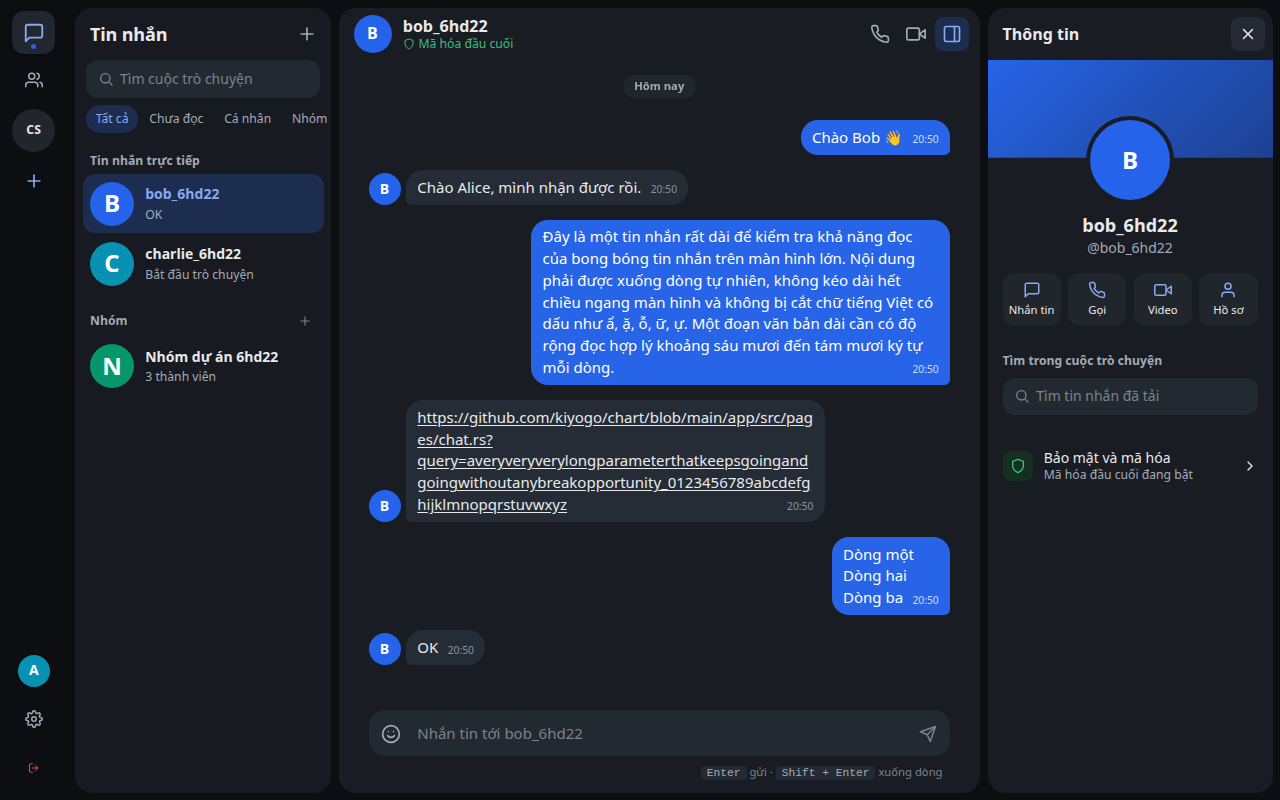 CS
A
Tin nhắn
Tìm cuộc trò chuyện
Tất cả Chưa đọc Cá nhân Nhóm
Tin nhắn trực tiếp
B
bob_6hd22
OK
C
charlie_6hd22
Bắt đầu trò chuyện
Nhóm
N
Nhóm dự án 6hd22
3 thành viên
B
bob_6hd22
Mã hóa đầu cuối
Hôm nay
Chào Bob 👋 20:50
B
Chào Alice, mình nhận được rồi. 20:50
Đây là một tin nhắn rất dài để kiểm tra khả năng đọc
của bong bóng tin nhắn trên màn hình lớn. Nội dung
phải được xuống dòng tự nhiên, không kéo dài hết
chiều ngang màn hình và không bị cắt chữ tiếng Việt có
dấu như ấ, ặ, ỗ, ữ, ự. Một đoạn văn bản dài cần có độ
rộng đọc hợp lý khoảng sáu mươi đến tám mươi ký tự
mỗi dòng. 20:50
https://github.com/kiyogo/chart/blob/main/app/src/pag
es/chat.rs?
query=averyveryverylongparameterthatkeepsgoingand
goingwithoutanybreakopportunity_0123456789abcdefg
hijklmnopqrstuvwxyz 20:50
B
Dòng một
Dòng hai
Dòng ba 20:50
B
OK 20:50
Nhắn tin tới bob_6hd22
Enter gửi · Shift + Enter xuống dòng
Thông tin
B
bob_6hd22
@bob_6hd22
Nhắn tin Gọi Video Hồ sơ
Tìm trong cuộc trò chuyện
Tìm tin nhắn đã tải
Bảo mật và mã hóa
Mã hóa đầu cuối đang bật